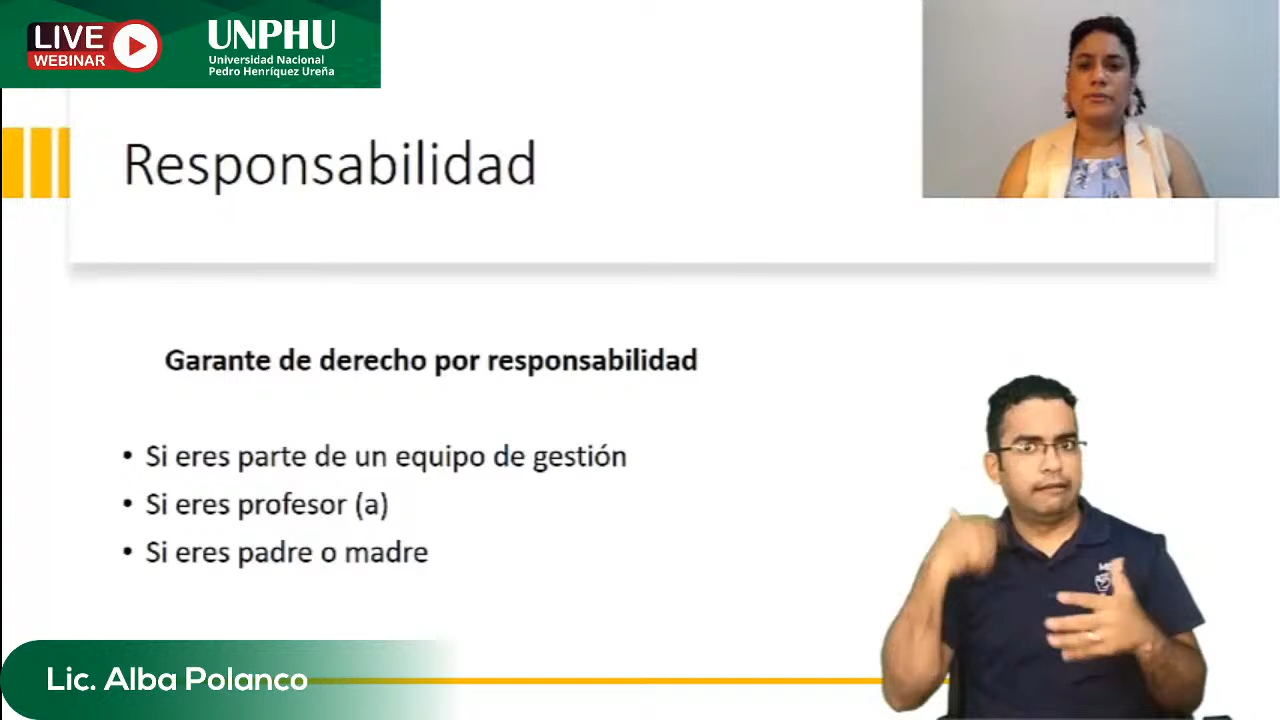 LIVE
WEBINAR
UNPHU
Universidad Nacional
Pedro Henríquez Ureña
Responsabilidad
Garante de derecho por responsabilidad
• Si eres parte de un equipo de gestión
• Si eres profesor (a)
• Si eres padre o madre
Lic. Alba Polanco